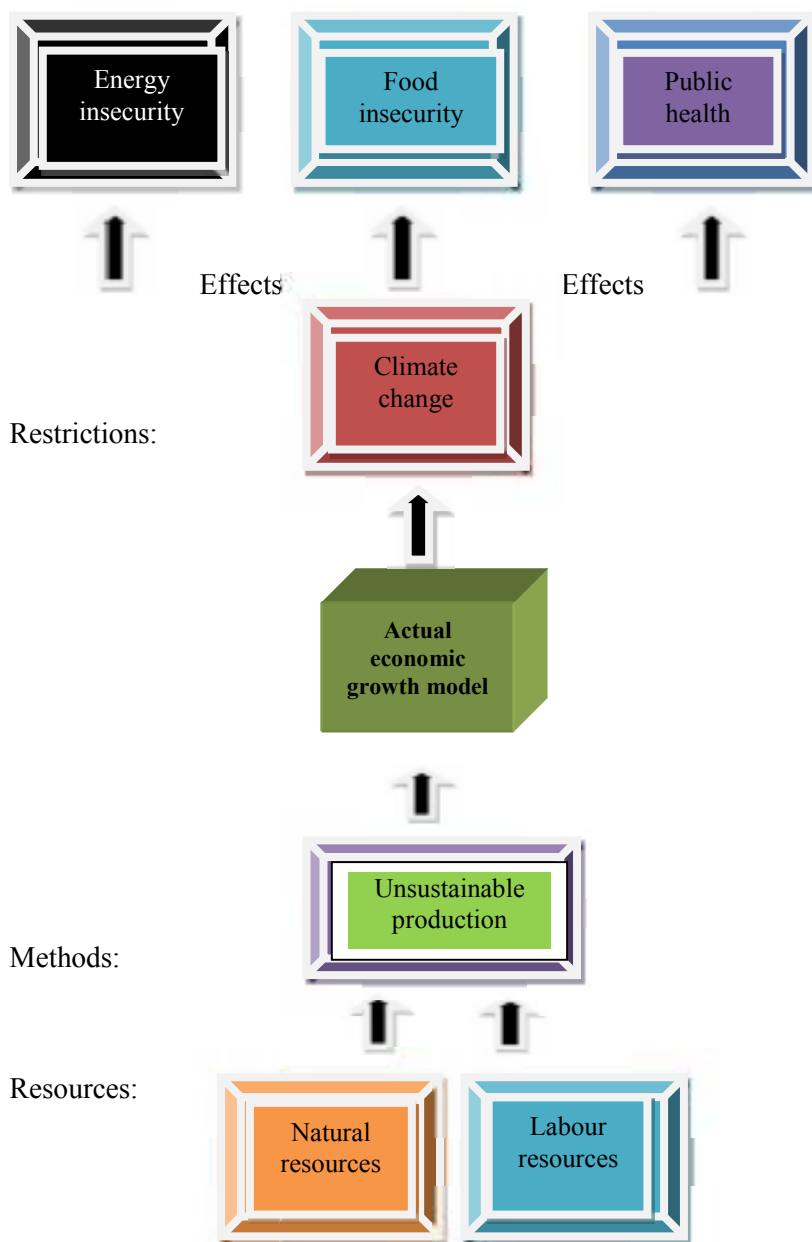 Energy
insecurity
Food
insecurity
Public
health
Effects
Effects
Climate
change
Restrictions:
Actual
economic
growth model
Unsustainable
production
Methods:
Resources:
Natural
resources
Labour
resources